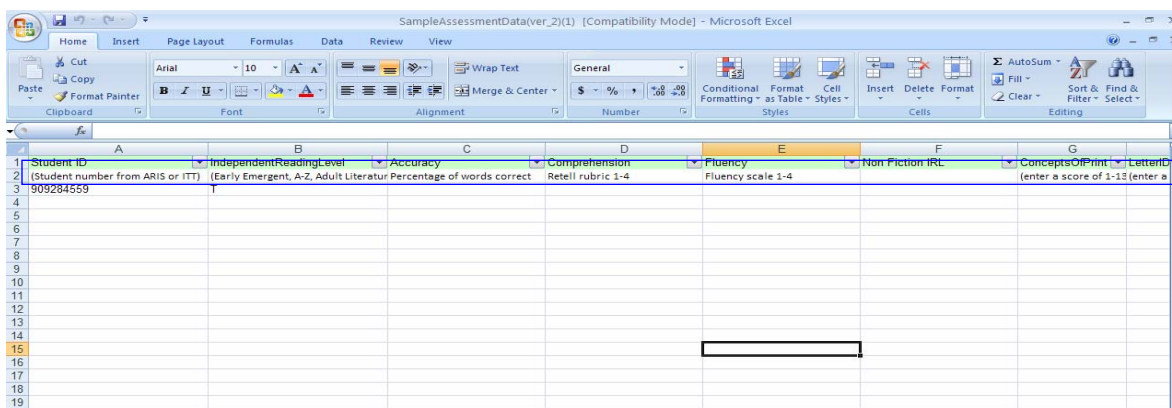 SampleAssessmentData(ver_2)(1) [Compatibility Mode] - Microsoft Excel
Home Insert Page Layout Formulas Data Review View
Paste
Cut
Copy
Format Painter
Clipboard
Arial 10
B I U
Font
Wrap Text
Merge & Center
Alignment
General
$ % ,
Number
Conditional Formatting
Format as Table
Cell Styles
Styles
Insert Delete Format
Cells
Σ AutoSum
Fill
Clear
Sort & Filter
Find & Select
Editing
fx
A B C D E F G
1 Student ID IndependentReadingLevel Accuracy Comprehension Fluency Non Fiction IRL ConceptsOfPrint LetterID
2 (Student number from ARIS or ITT) (Early Emergent, A-Z, Adult Literatur Percentage of words correct Retell rubric 1-4 Fluency scale 1-4 (enter a score of 1-13 (enter a
3 909284559 T
4
5
6
7
8
9
10
11
12
13
14
15
16
17
18
19